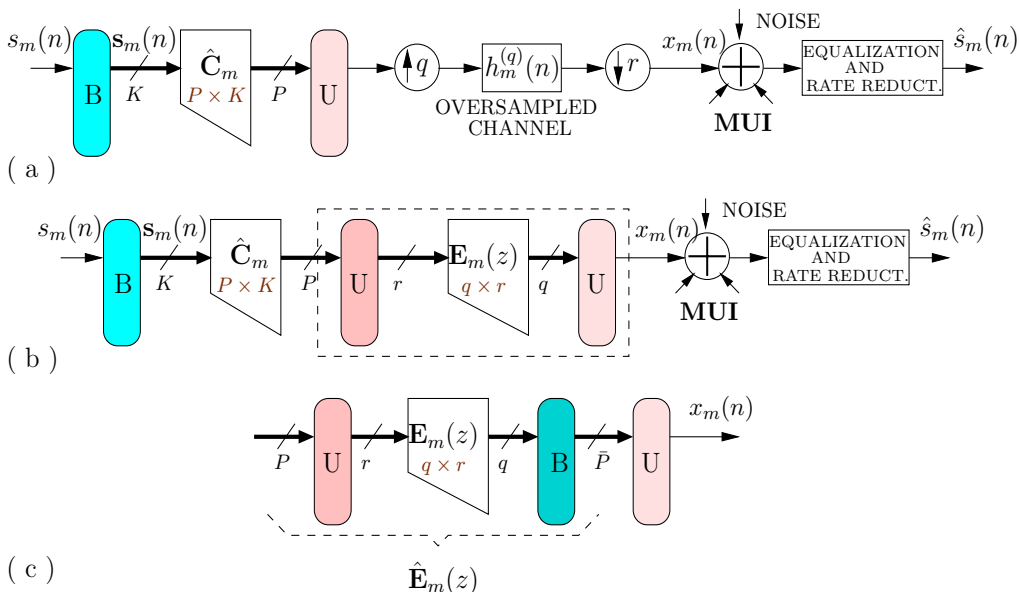 s_m(n) B 𝐬_m(n) K Ĉ_m P × K P U ↑ q h_m^{(q)}(n) ↓ r x_m(n) NOISE ŝ_m(n)
OVERSAMPLED
CHANNEL
MUI
EQUALIZATION
AND
RATE REDUCT.
( a )
s_m(n) B 𝐬_m(n) K Ĉ_m P × K P U r 𝐄_m(z) q × r q U x_m(n) NOISE ŝ_m(n)
MUI
EQUALIZATION
AND
RATE REDUCT.
( b )
P U r 𝐄_m(z) q × r q B P̄ U x_m(n)
𝐄̂_m(z)
( c )